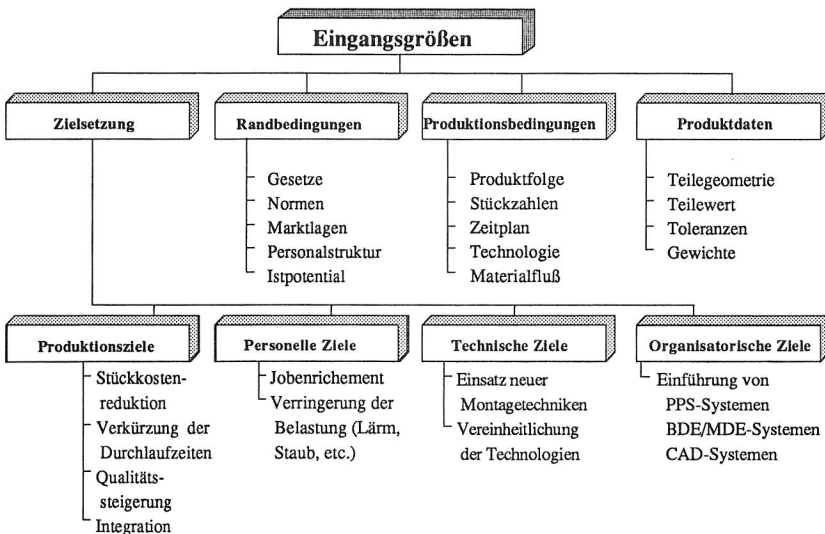 Eingangsgrößen
Zielsetzung
Randbedingungen
Gesetze
Normen
Marktlagen
Personalstruktur
Istpotential
Produktionsbedingungen
Produktfolge
Stückzahlen
Zeitplan
Technologie
Materialfluß
Produktdaten
Teilegeometrie
Teilewert
Toleranzen
Gewichte
Produktionsziele
Stückkosten-
reduktion
Verkürzung der
Durchlaufzeiten
Qualitäts-
steigerung
Integration
Personelle Ziele
Jobenrichement
Verringerung der
Belastung (Lärm,
Staub, etc.)
Technische Ziele
Einsatz neuer
Montagetechniken
Vereinheitlichung
der Technologien
Organisatorische Ziele
Einführung von
PPS-Systemen
BDE/MDE-Systemen
CAD-Systemen